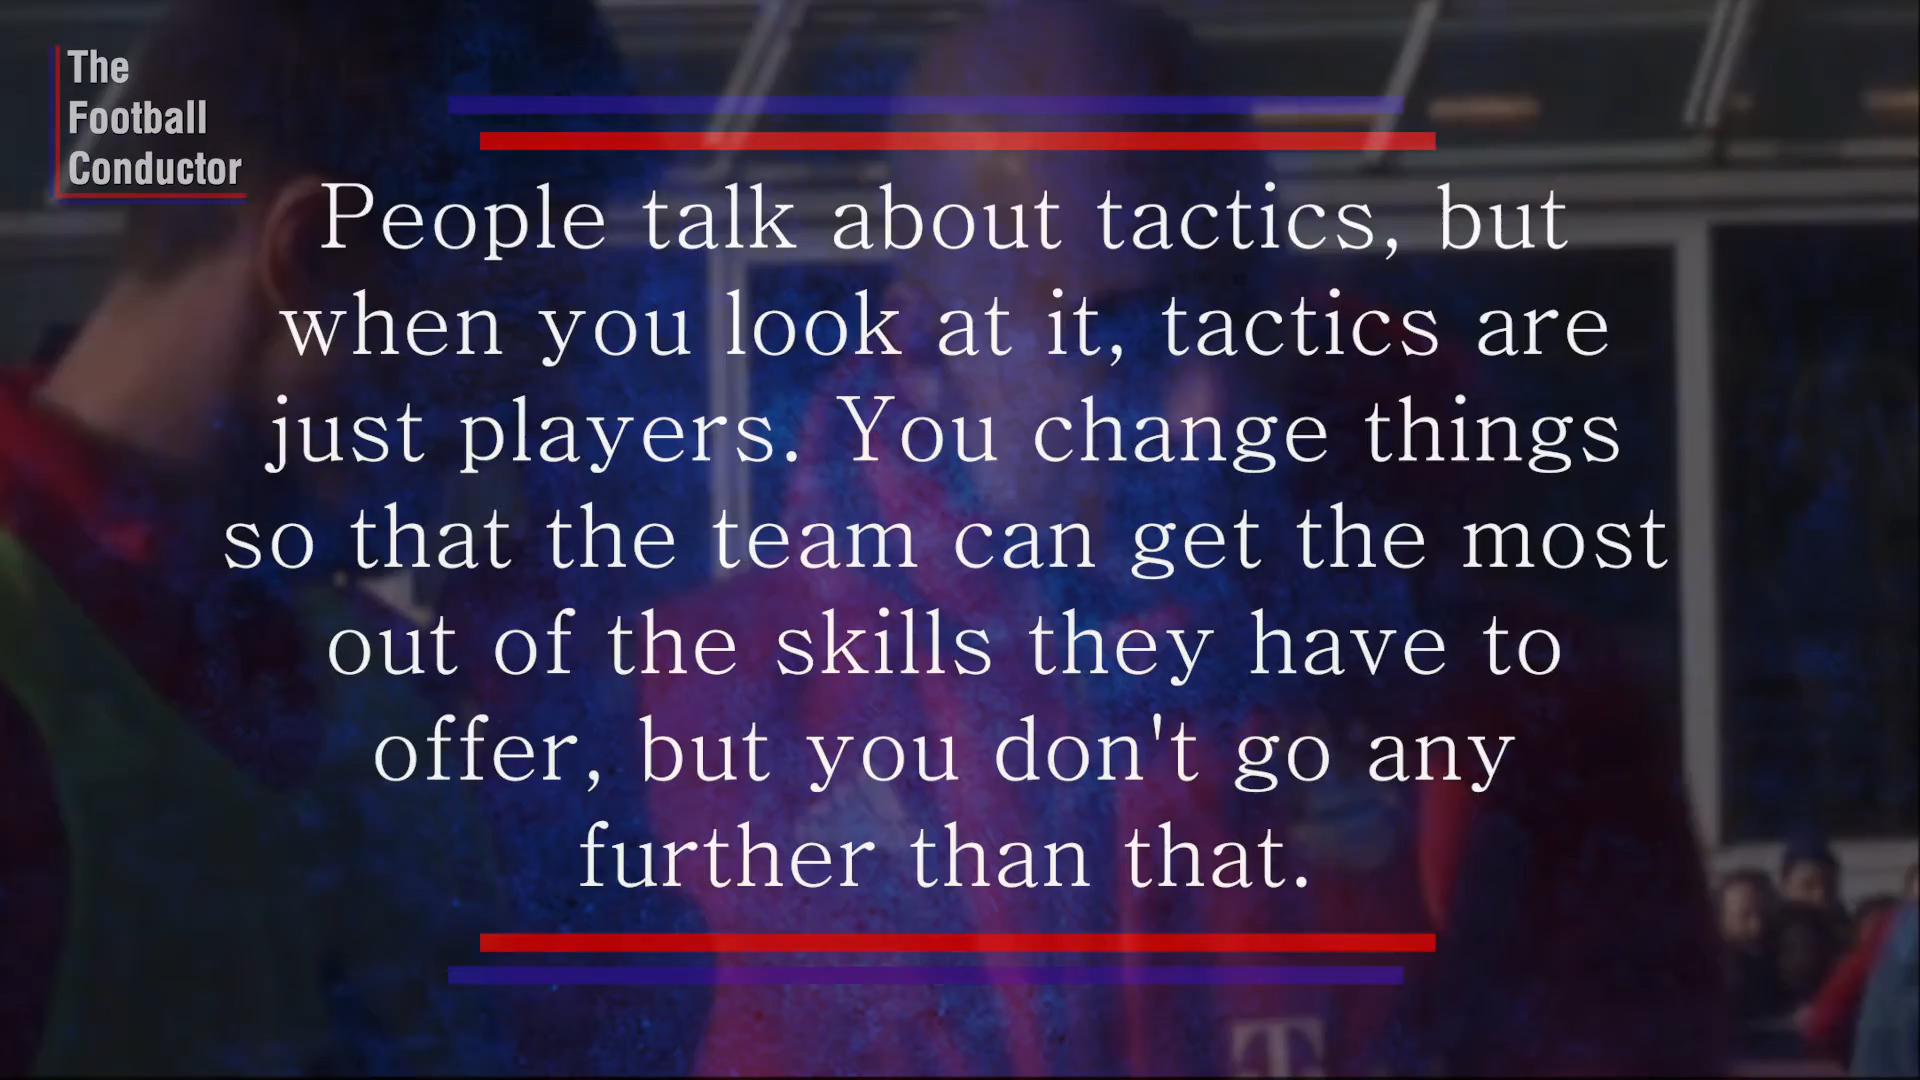 The
Football
Conductor
People talk about tactics, but
when you look at it, tactics are
just players. You change things
so that the team can get the most
out of the skills they have to
offer, but you don't go any
further than that.
T